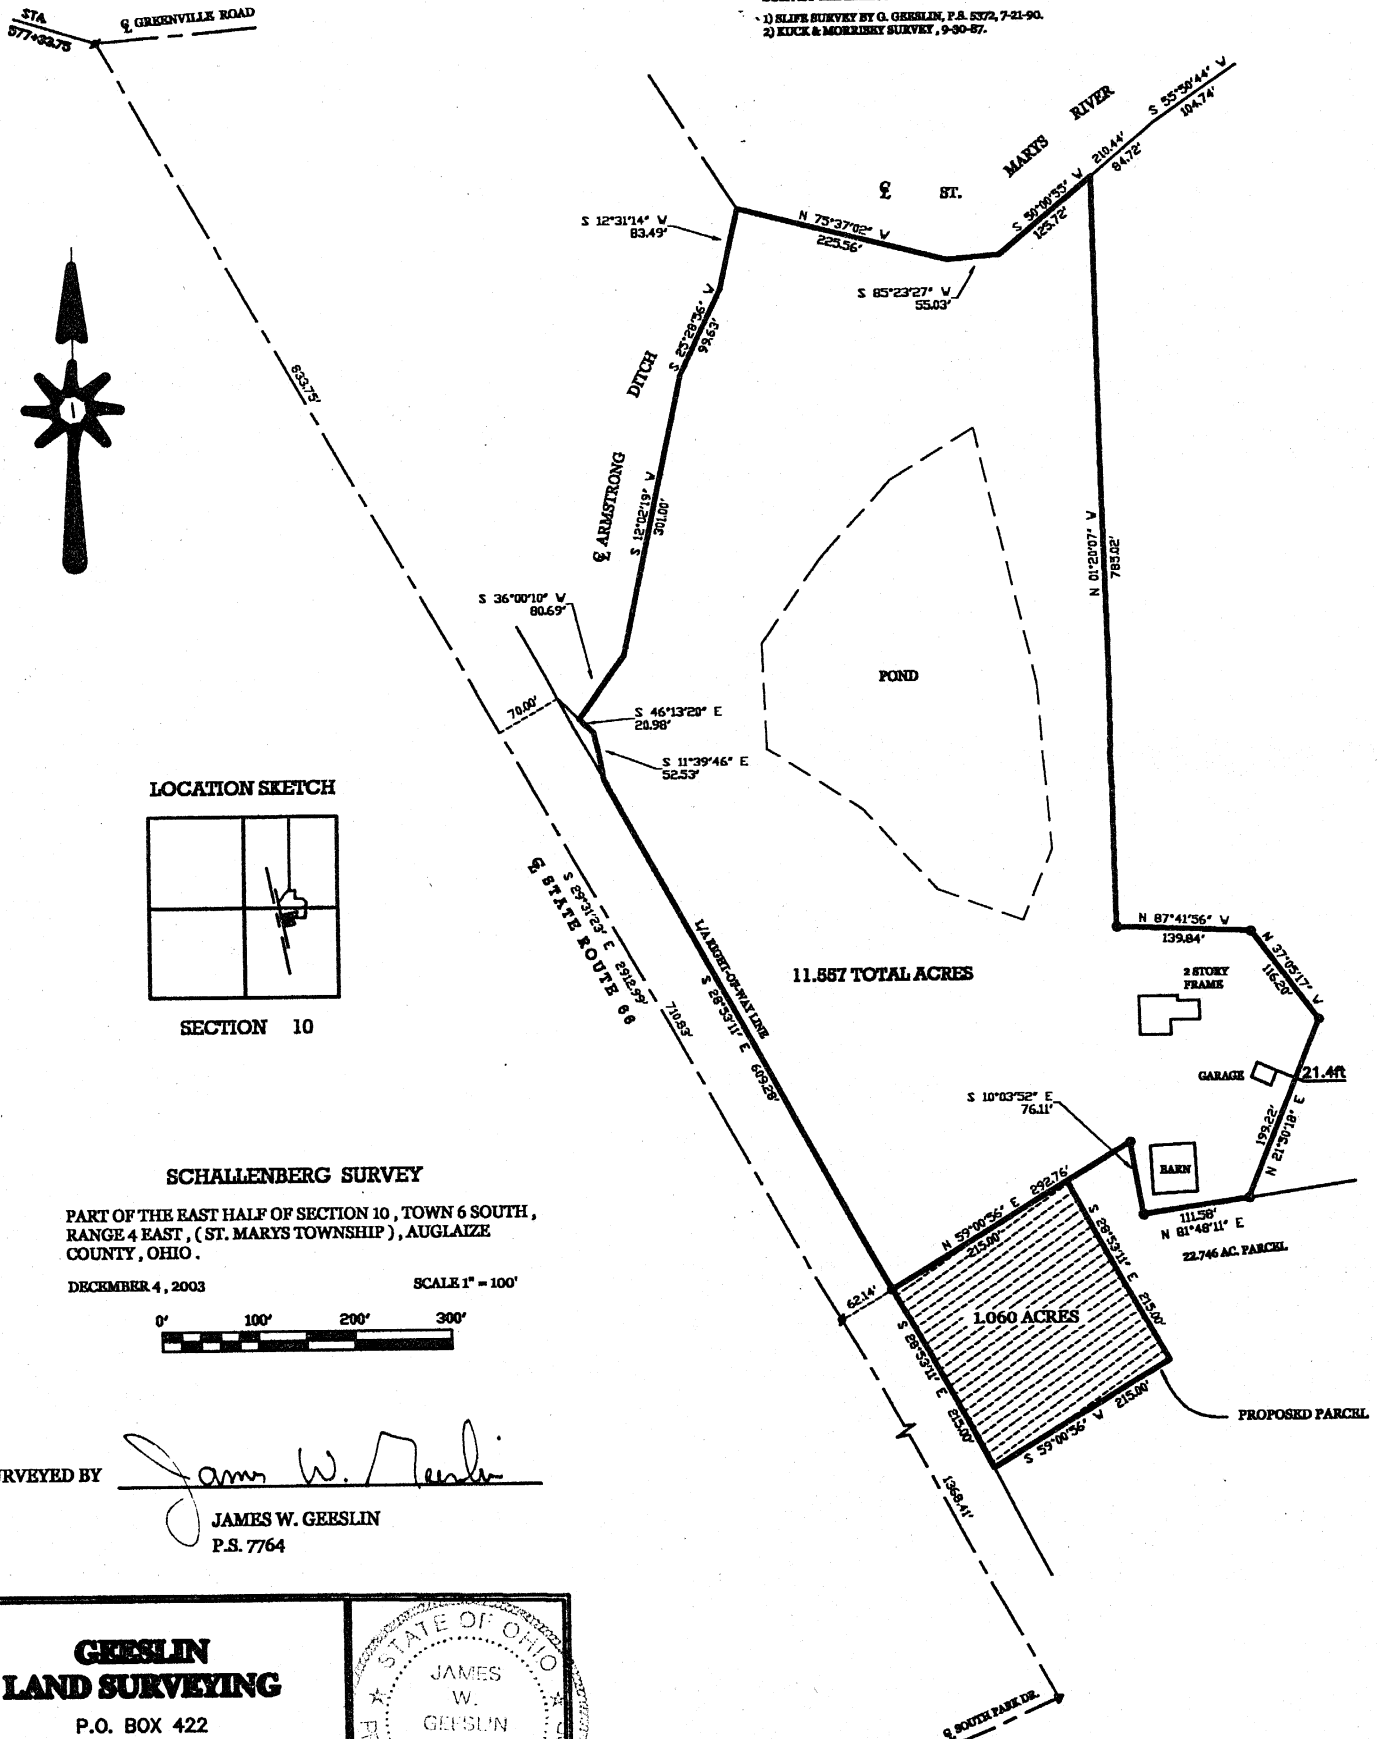 STA
577+33.75
℄ GREENVILLE ROAD
1) SLIFE SURVEY BY G. GEESLIN, P.S. 5372, 7-21-90.
2) KUCK & MORRISEY SURVEY, 9-30-87.
S 55°50'44" W
104.74'
210.44'
84.72'
℄ ST. MARYS RIVER
S 50°00'55" W
125.72'
N 75°37'02" W
225.56'
S 85°23'27" W
55.03'
S 12°31'14" W
83.49'
S 25°28'56" W
99.63'
℄ ARMSTRONG DITCH
S 12°02'19" W
301.00'
S 36°00'10" W
80.69'
833.75'
70.00'
S 46°13'20" E
20.98'
S 11°39'46" E
52.53'
N 01°20'07" W
785.02'
POND
LOCATION SKETCH
SECTION 10
℄ STATE ROUTE 66
S 29°31'23" E 2912.99'
710.83'
L/A RIGHT-OF-WAY LINE
S 28°53'11" E 609.28'
11.557 TOTAL ACRES
N 87°41'56" W
139.84'
N 37°05'17" W
116.20'
2 STORY
FRAME
GARAGE
21.4ft
199.22'
N 21°50'18" E
S 10°03'52" E
76.11'
BARN
111.58'
N 81°48'11" E
22.746 AC. PARCEL
N 59°00'56" E 292.76'
215.00'
S 28°53'11" E 215.00'
62.14'
1.060 ACRES
S 28°53'11" E 215.00'
S 59°00'56" W 215.00'
PROPOSED PARCEL
1368.41'
℄ SOUTH PARK DR.
SCHALLENBERG SURVEY
PART OF THE EAST HALF OF SECTION 10, TOWN 6 SOUTH,
RANGE 4 EAST, (ST. MARYS TOWNSHIP), AUGLAIZE
COUNTY, OHIO.
DECEMBER 4, 2003 SCALE 1" = 100'
0' 100' 200' 300'
RVEYED BY James W. Geeslin
JAMES W. GEESLIN
P.S. 7764
GEESLIN
LAND SURVEYING
P.O. BOX 422
STATE OF OHIO
JAMES
W.
GEESLIN